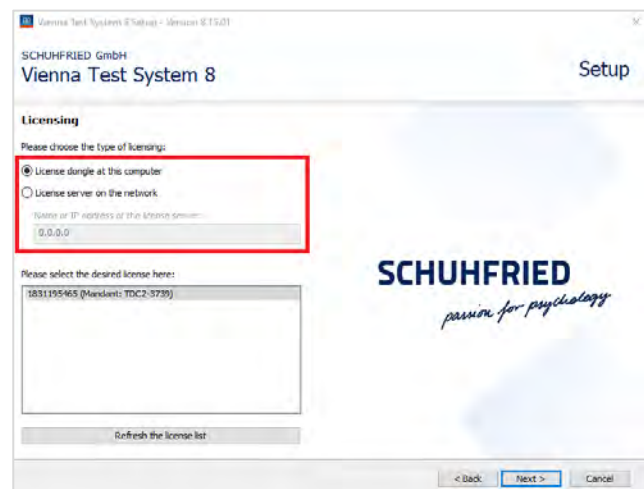 Vienna Test System 8 Setup - Version 8.15.01
SCHUHFRIED GmbH
Vienna Test System 8
Setup
Licensing
Please choose the type of licensing:
License dongle at this computer
License server on the network
Name or IP address of the license server:
0.0.0.0
Please select the desired license here:
1831195465 (Mandant: TDC2-3739)
Refresh the license list
SCHUHFRIED
passion for psychology
< Back
Next >
Cancel